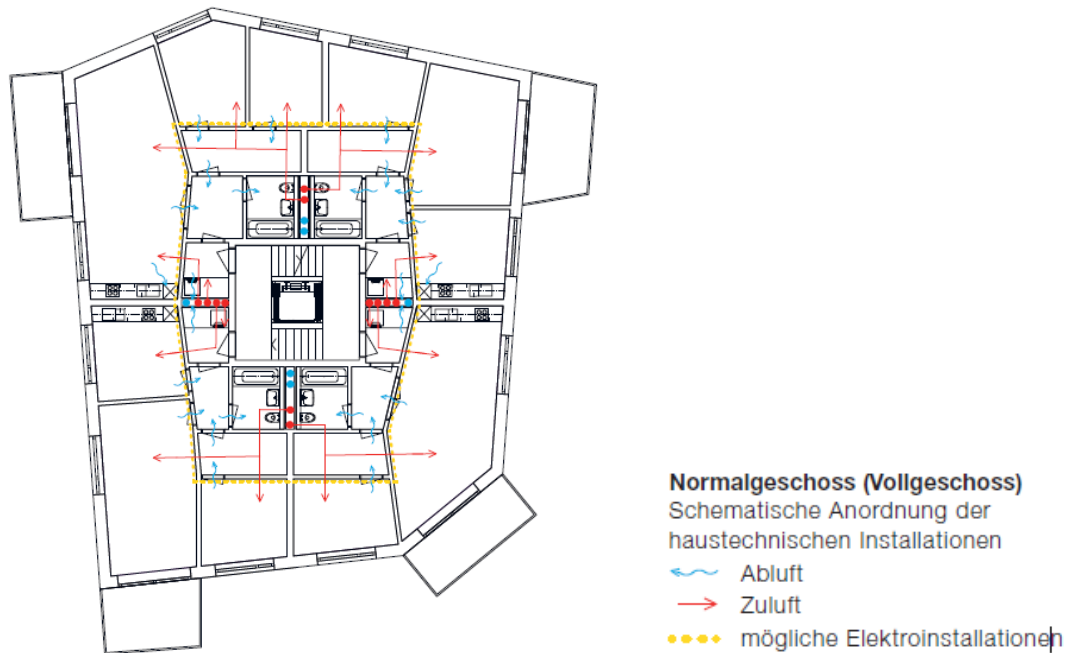 Normalgeschoss (Vollgeschoss)
Schematische Anordnung der
haustechnischen Installationen
Abluft
Zuluft
mögliche Elektroinstallationen